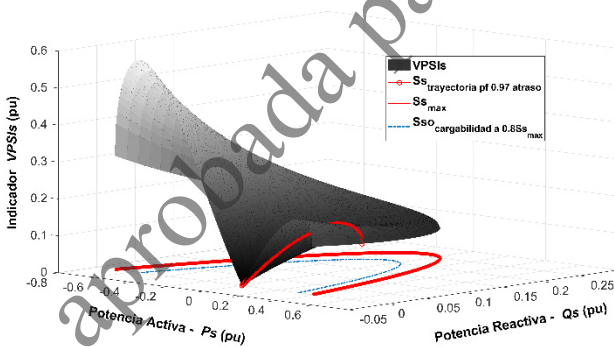 aprobada pa
Indicador VPSIs (pu)
0.6
0.5
0.4
0.3
0.2
0.1
0
-0.8
-0.6
-0.4
-0.2
0
0.2
0.4
0.6
Potencia Activa - Ps (pu)
-0.05
0
0.05
0.1
0.15
0.2
0.25
Potencia Reactiva - Qs (pu)
VPSIs
Ss trayectoria pf 0.97 atraso
Ss max
Sso cargabilidad a 0.8Ss max